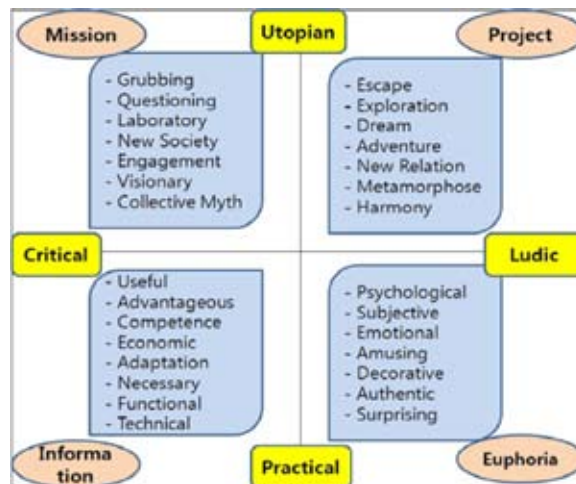 Mission
Utopian
Project
- Grubbing
- Questioning
- Laboratory
- New Society
- Engagement
- Visionary
- Collective Myth
- Escape
- Exploration
- Dream
- Adventure
- New Relation
- Metamorphose
- Harmony
Critical
Ludic
- Useful
- Advantageous
- Competence
- Economic
- Adaptation
- Necessary
- Functional
- Technical
- Psychological
- Subjective
- Emotional
- Amusing
- Decorative
- Authentic
- Surprising
Informa
tion
Practical
Euphoria